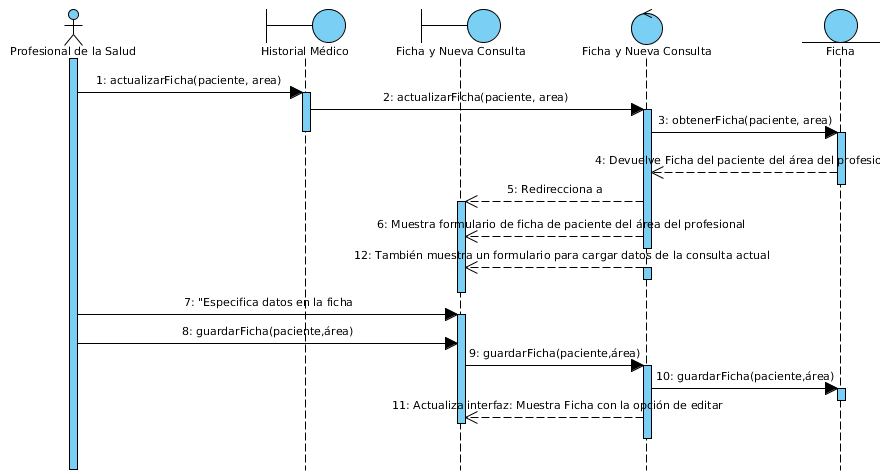 Profesional de la Salud
Historial Médico
Ficha y Nueva Consulta
Ficha y Nueva Consulta
Ficha
1: actualizarFicha(paciente, area)
2: actualizarFicha(paciente, area)
3: obtenerFicha(paciente, area)
4: Devuelve Ficha del paciente del área del profesio
5: Redirecciona a
6: Muestra formulario de ficha de paciente del área del profesional
12: También muestra un formulario para cargar datos de la consulta actual
7: "Especifica datos en la ficha
8: guardarFicha(paciente,área)
9: guardarFicha(paciente,área)
10: guardarFicha(paciente,área)
11: Actualiza interfaz: Muestra Ficha con la opción de editar